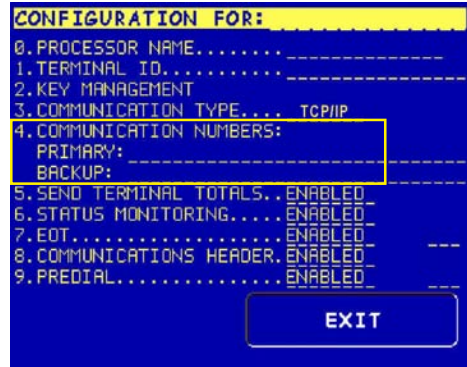 CONFIGURATION FOR:
0.PROCESSOR NAME........
1.TERMINAL ID...........
2.KEY MANAGEMENT
3.COMMUNICATION TYPE.... TCP/IP
4.COMMUNICATION NUMBERS:
PRIMARY:
BACKUP:
5.SEND TERMINAL TOTALS..ENABLED
6.STATUS MONITORING.....ENABLED
7.EOT...................ENABLED
8.COMMUNICATIONS HEADER.ENABLED
9.PREDIAL...............ENABLED
EXIT